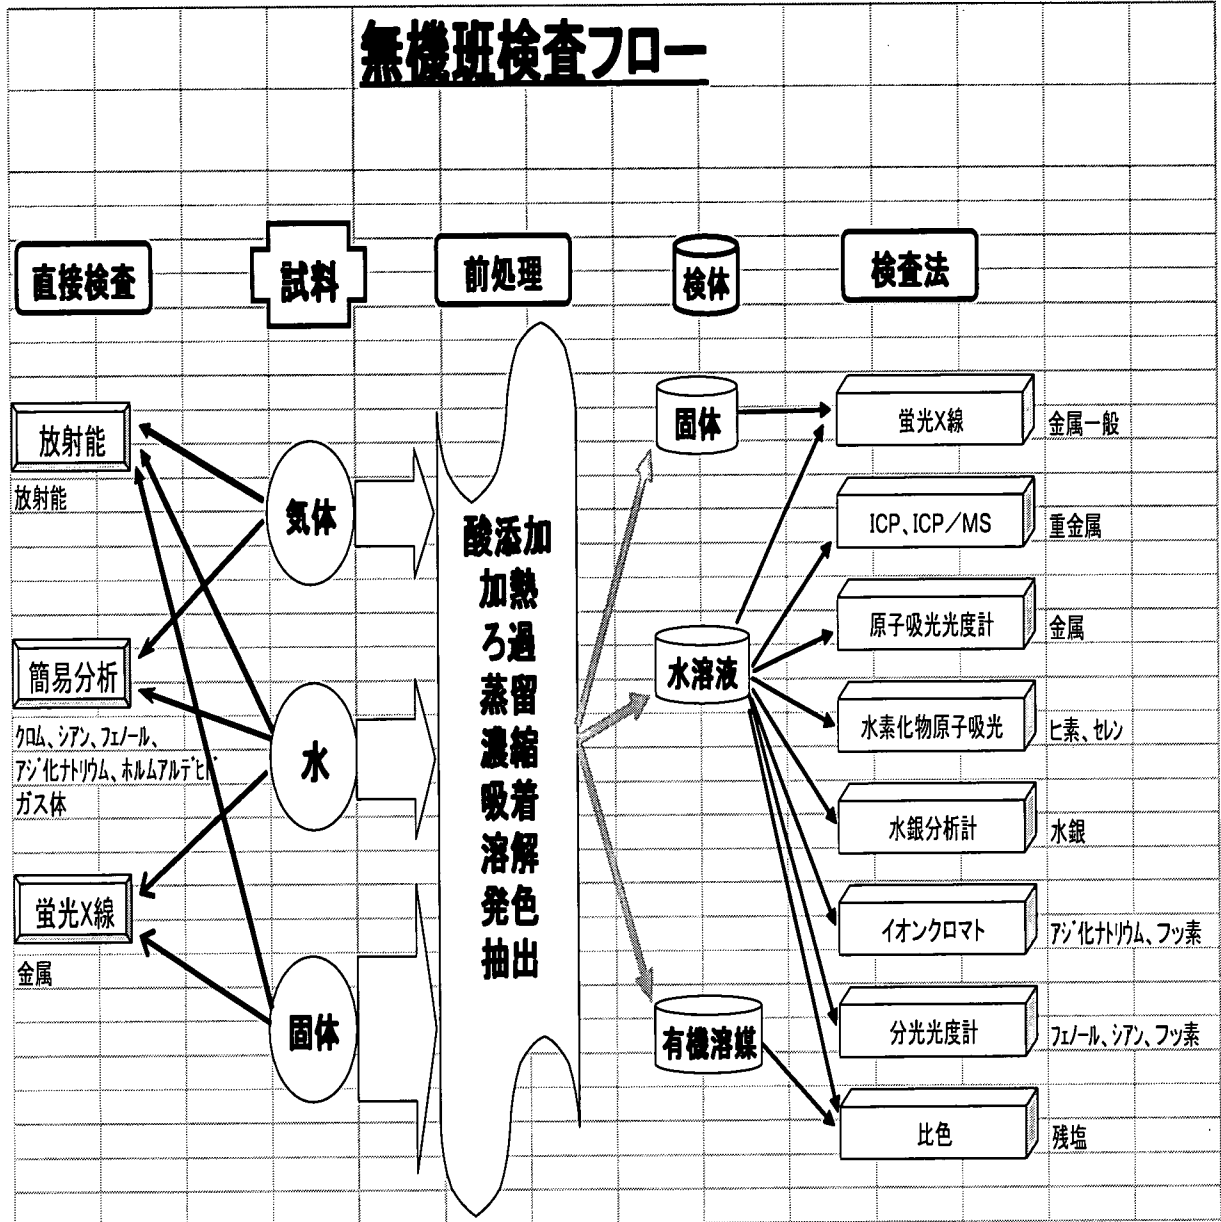 無機班検査フロー
直接検査
試料
前処理
検体
検査法
放射能
放射能
簡易分析
クロム、シアン、フェノール、
アジ化ナトリウム、ホルムアルデヒド
ガス体
蛍光X線
金属
気体
水
固体
酸添加
加熱
ろ過
蒸留
濃縮
吸着
溶解
発色
抽出
固体
水溶液
有機溶媒
蛍光X線
金属一般
ICP、ICP/MS
重金属
原子吸光光度計
金属
水素化物原子吸光
ヒ素、セレン
水銀分析計
水銀
イオンクロマト
アジ化ナトリウム、フッ素
分光光度計
フェノール、シアン、フッ素
比色
残塩